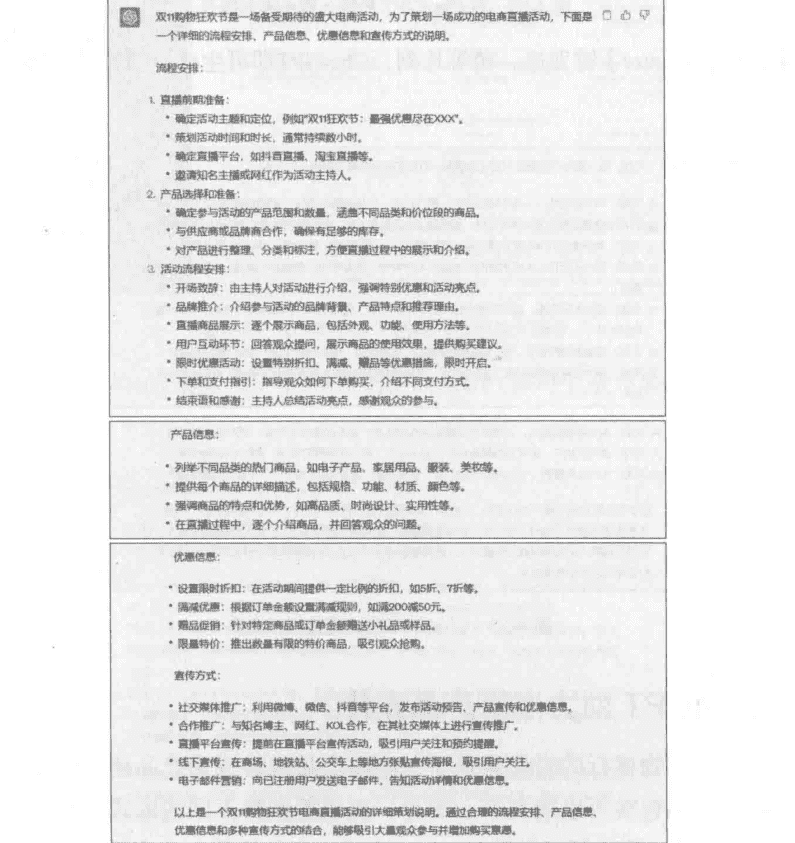 双11购物狂欢节是一场备受期待的盛大电商活动，为了策划一场成功的电商直播活动，下面是
一个详细的流程安排、产品信息、优惠信息和宣传方式的说明。
流程安排：
1. 直播前期准备：
• 确定活动主题和定位，例如“双11狂欢节：最强优惠尽在XXX”。
• 策划活动时间和时长，通常持续数小时。
• 确定直播平台，如抖音直播、淘宝直播等。
• 邀请知名主播或网红作为活动主持人。
2. 产品选择和准备：
• 确定参与活动的产品范围和数量，涵盖不同品类和价位段的商品。
• 与供应商或品牌商合作，确保有足够的库存。
• 对产品进行整理、分类和标注，方便直播过程中的展示和介绍。
3. 活动流程安排：
• 开场致辞：由主持人对活动进行介绍，强调特别优惠和活动亮点。
• 品牌推介：介绍参与活动的品牌背景、产品特点和推荐理由。
• 直播商品展示：逐个展示商品，包括外观、功能、使用方法等。
• 用户互动环节：回答观众提问，展示商品的使用效果，提供购买建议。
• 限时优惠活动：设置特别折扣、满减、赠品等优惠措施，限时开启。
• 下单和支付指引：指导观众如何下单购买，介绍不同支付方式。
• 结束语和感谢：主持人总结活动亮点，感谢观众的参与。
产品信息：
• 列举不同品类的热门商品，如电子产品、家居用品、服装、美妆等。
• 提供每个商品的详细描述，包括规格、功能、材质、颜色等。
• 强调商品的特点和优势，如高品质、时尚设计、实用性等。
• 在直播过程中，逐个介绍商品，并回答观众的问题。
优惠信息：
• 设置限时折扣：在活动期间提供一定比例的折扣，如5折、7折等。
• 满减优惠：根据订单金额设置满减规则，如满200减50元。
• 赠品促销：针对特定商品或订单金额赠送小礼品或样品。
• 限量特价：推出数量有限的特价商品，吸引观众抢购。
宣传方式：
• 社交媒体推广：利用微博、微信、抖音等平台，发布活动预告、产品宣传和优惠信息。
• 合作推广：与知名博主、网红、KOL合作，在其社交媒体上进行宣传推广。
• 直播平台宣传：提前在直播平台宣传活动，吸引用户关注和预约提醒。
• 线下宣传：在商场、地铁站、公交车上等地方张贴宣传海报，吸引用户关注。
• 电子邮件营销：向已注册用户发送电子邮件，告知活动详情和优惠信息。
以上是一个双11购物狂欢节电商直播活动的详细策划说明。通过合理的流程安排、产品信息、
优惠信息和多种宣传方式的结合，能够吸引大量观众参与并增加购买意愿。